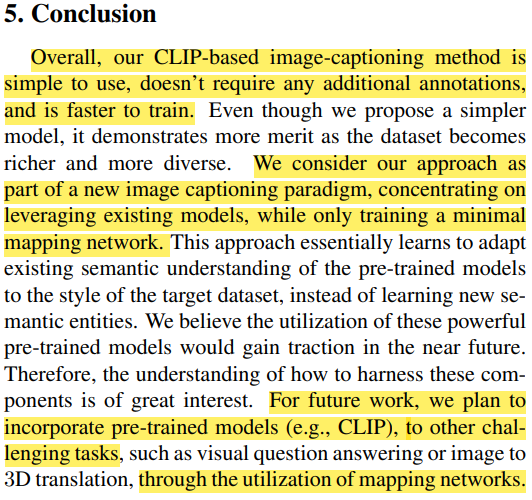 5. Conclusion
Overall, our CLIP-based image-captioning method is
simple to use, doesn't require any additional annotations,
and is faster to train. Even though we propose a simpler
model, it demonstrates more merit as the dataset becomes
richer and more diverse. We consider our approach as
part of a new image captioning paradigm, concentrating on
leveraging existing models, while only training a minimal
mapping network. This approach essentially learns to adapt
existing semantic understanding of the pre-trained models
to the style of the target dataset, instead of learning new se-
mantic entities. We believe the utilization of these powerful
pre-trained models would gain traction in the near future.
Therefore, the understanding of how to harness these com-
ponents is of great interest. For future work, we plan to
incorporate pre-trained models (e.g., CLIP), to other chal-
lenging tasks, such as visual question answering or image to
3D translation, through the utilization of mapping networks.